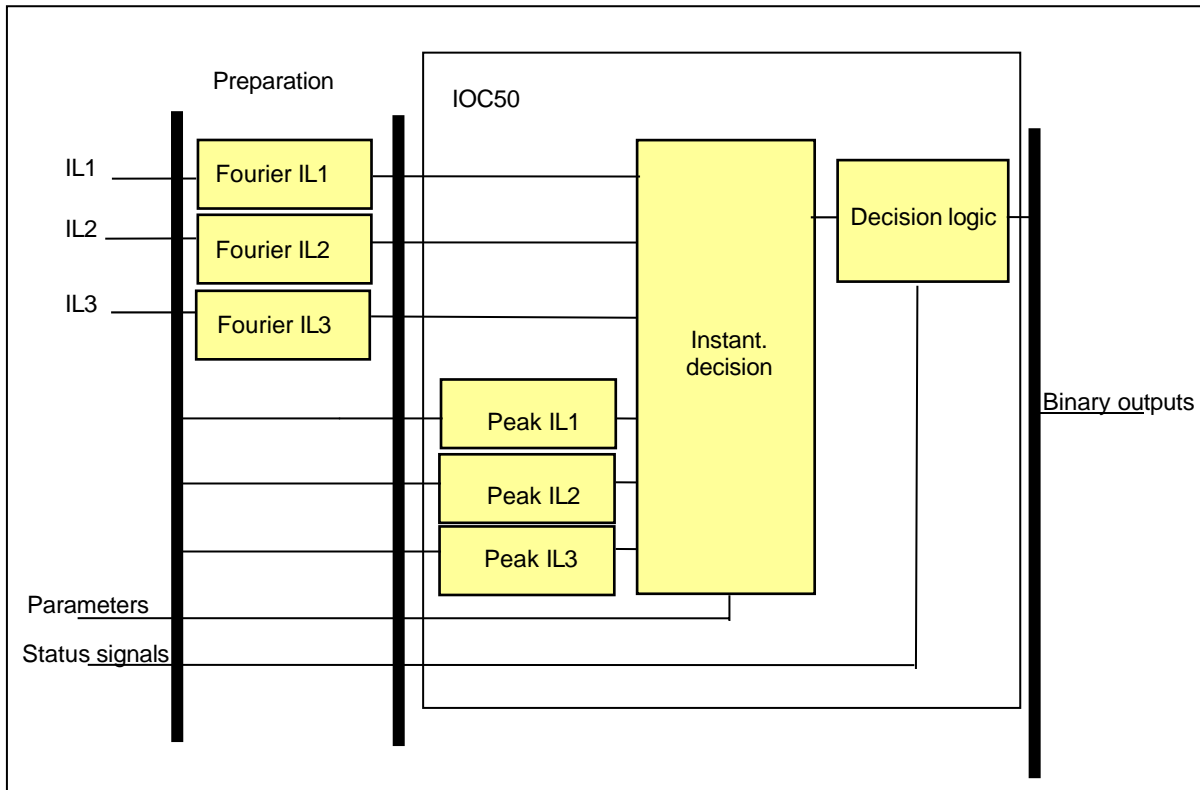 Preparation
IOC50
IL1
Fourier IL1
IL2
Fourier IL2
IL3
Fourier IL3
Decision logic
Instant.
decision
Peak IL1
Binary outputs
Peak IL2
Peak IL3
Parameters
Status signals